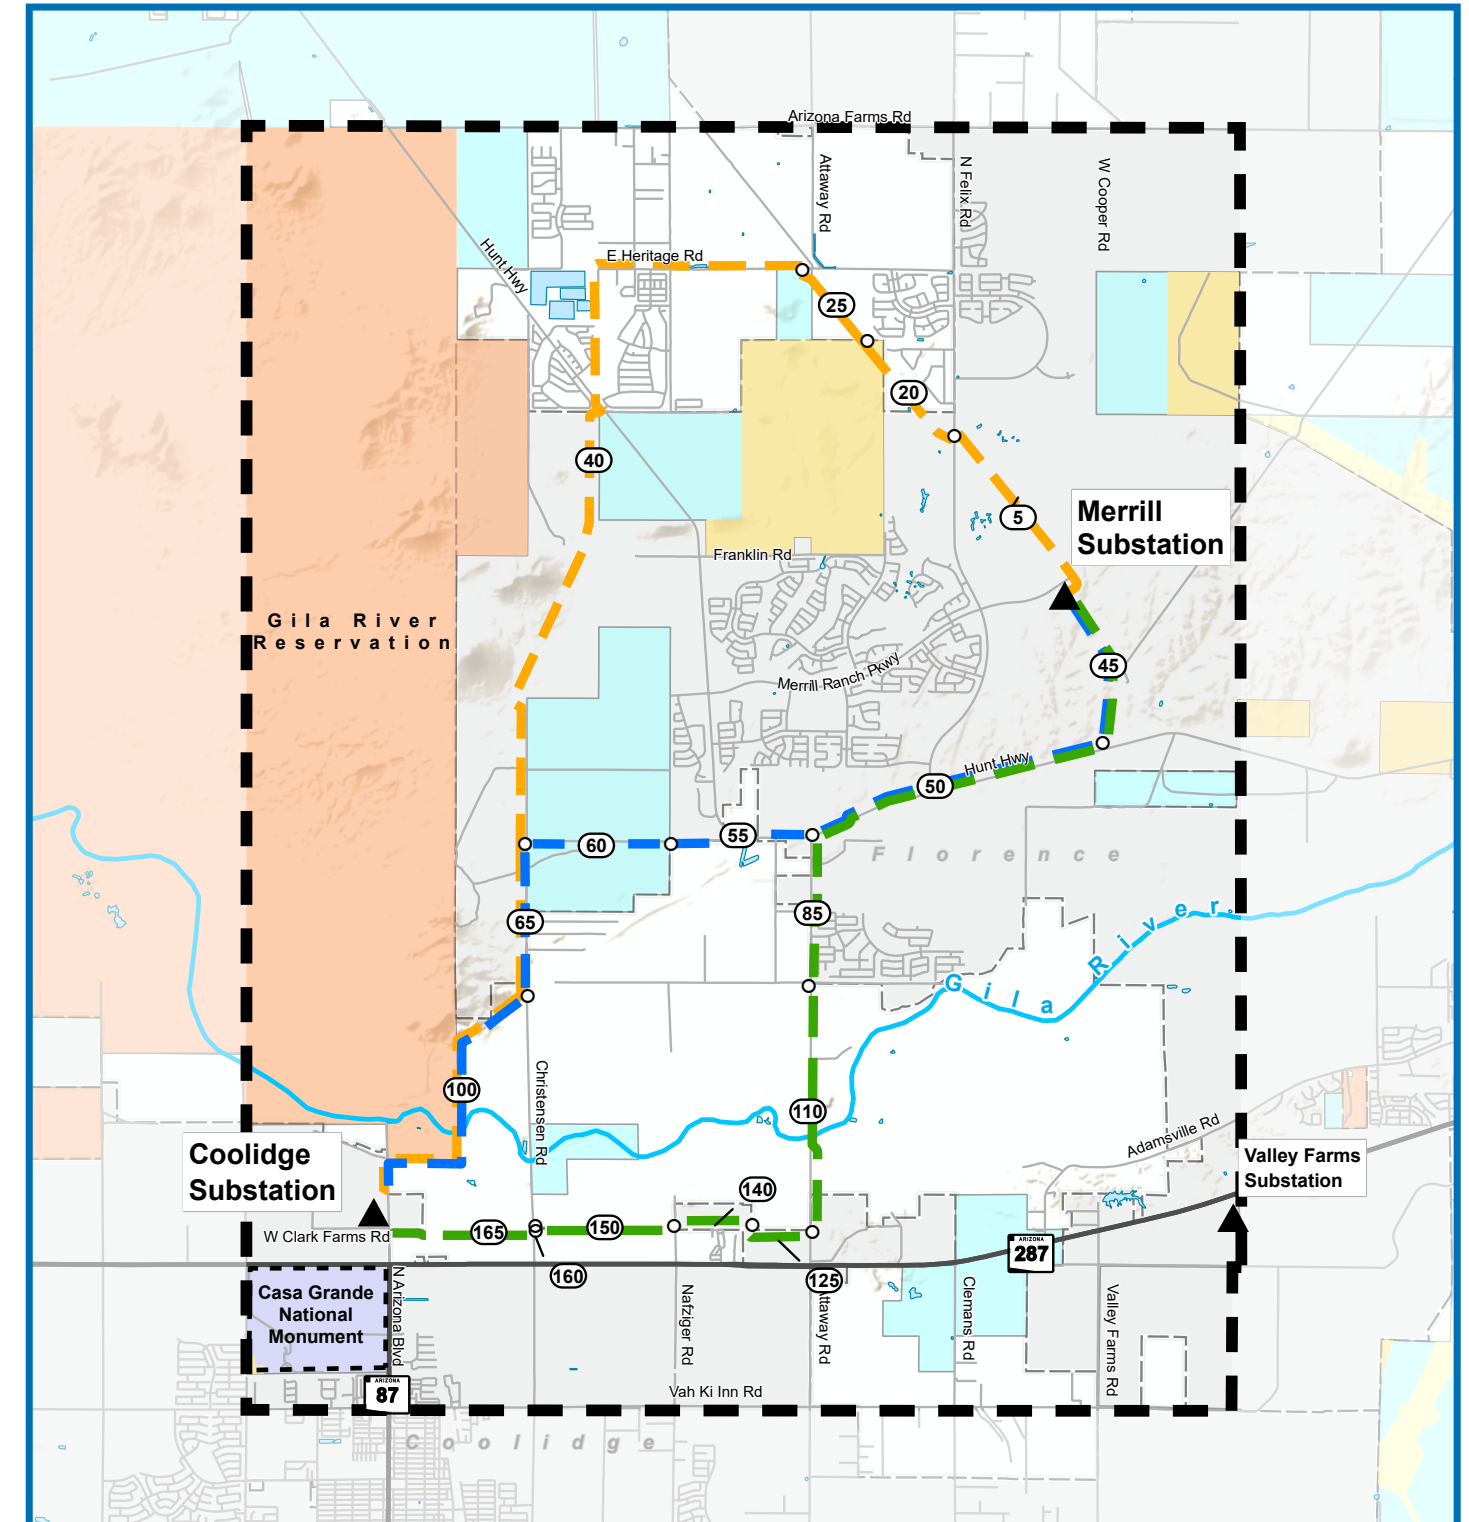 Arizona Farms Rd
Attaway Rd
N Felix Rd
W Cooper Rd
Hunt Hwy
E Heritage Rd
25
20
40
5
Merrill
Substation
Franklin Rd
Gila River
Reservation
45
Merrill Ranch Pkwy
Hunt Hwy
50
55
60
Florence
65
85
Gila River
100
Christensen Rd
110
Adamsville Rd
Coolidge
Substation
Valley Farms
Substation
140
165
150
W Clark Farms Rd
160
125
ARIZONA
287
Casa Grande
National
Monument
N Arizona Blvd
Nafziger Rd
ttaway Rd
Clemans Rd
Valley Farms Rd
ARIZONA
87
Vah Ki Inn Rd
Coolidge